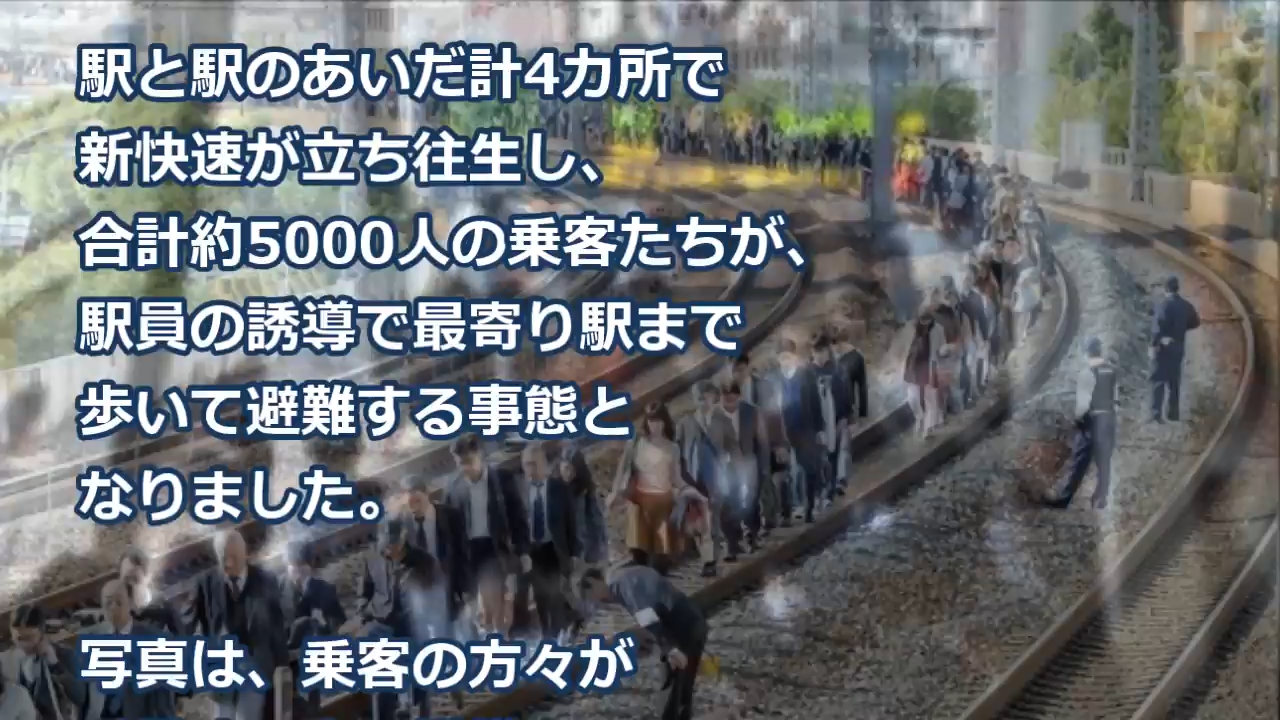 駅と駅のあいだ計4カ所で
新快速が立ち往生し、
合計約5000人の乗客たちが、
駅員の誘導で最寄り駅まで
歩いて避難する事態と
なりました。
写真は、乗客の方々が